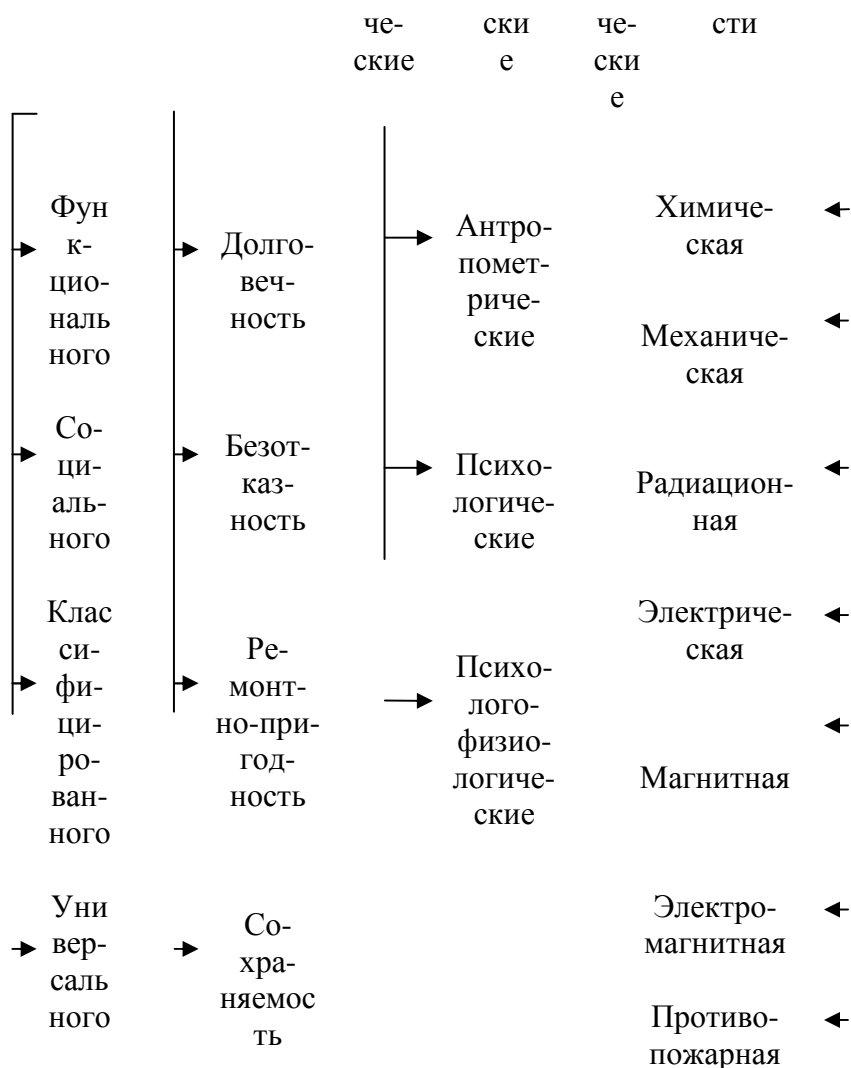 че-
ские
ски
е
че-
ски
е
сти
Фун
к-
цио-
наль
ного
Со-
ци-
аль-
ного
Клас
си-
фи-
ци-
ро-
ван-
ного
Уни
вер-
саль
ного
Долго-
веч-
ность
Безот-
каз-
ность
Ре-
монт-
но-при-
год-
ность
Со-
хра-
няемос
ть
Антро-
помет-
риче-
ские
Психо-
логиче-
ские
Психо-
лого-
физио-
логиче-
ские
Химиче-
ская
Механиче-
ская
Радиацион-
ная
Электриче-
ская
Магнитная
Электро-
магнитная
Противо-
пожарная